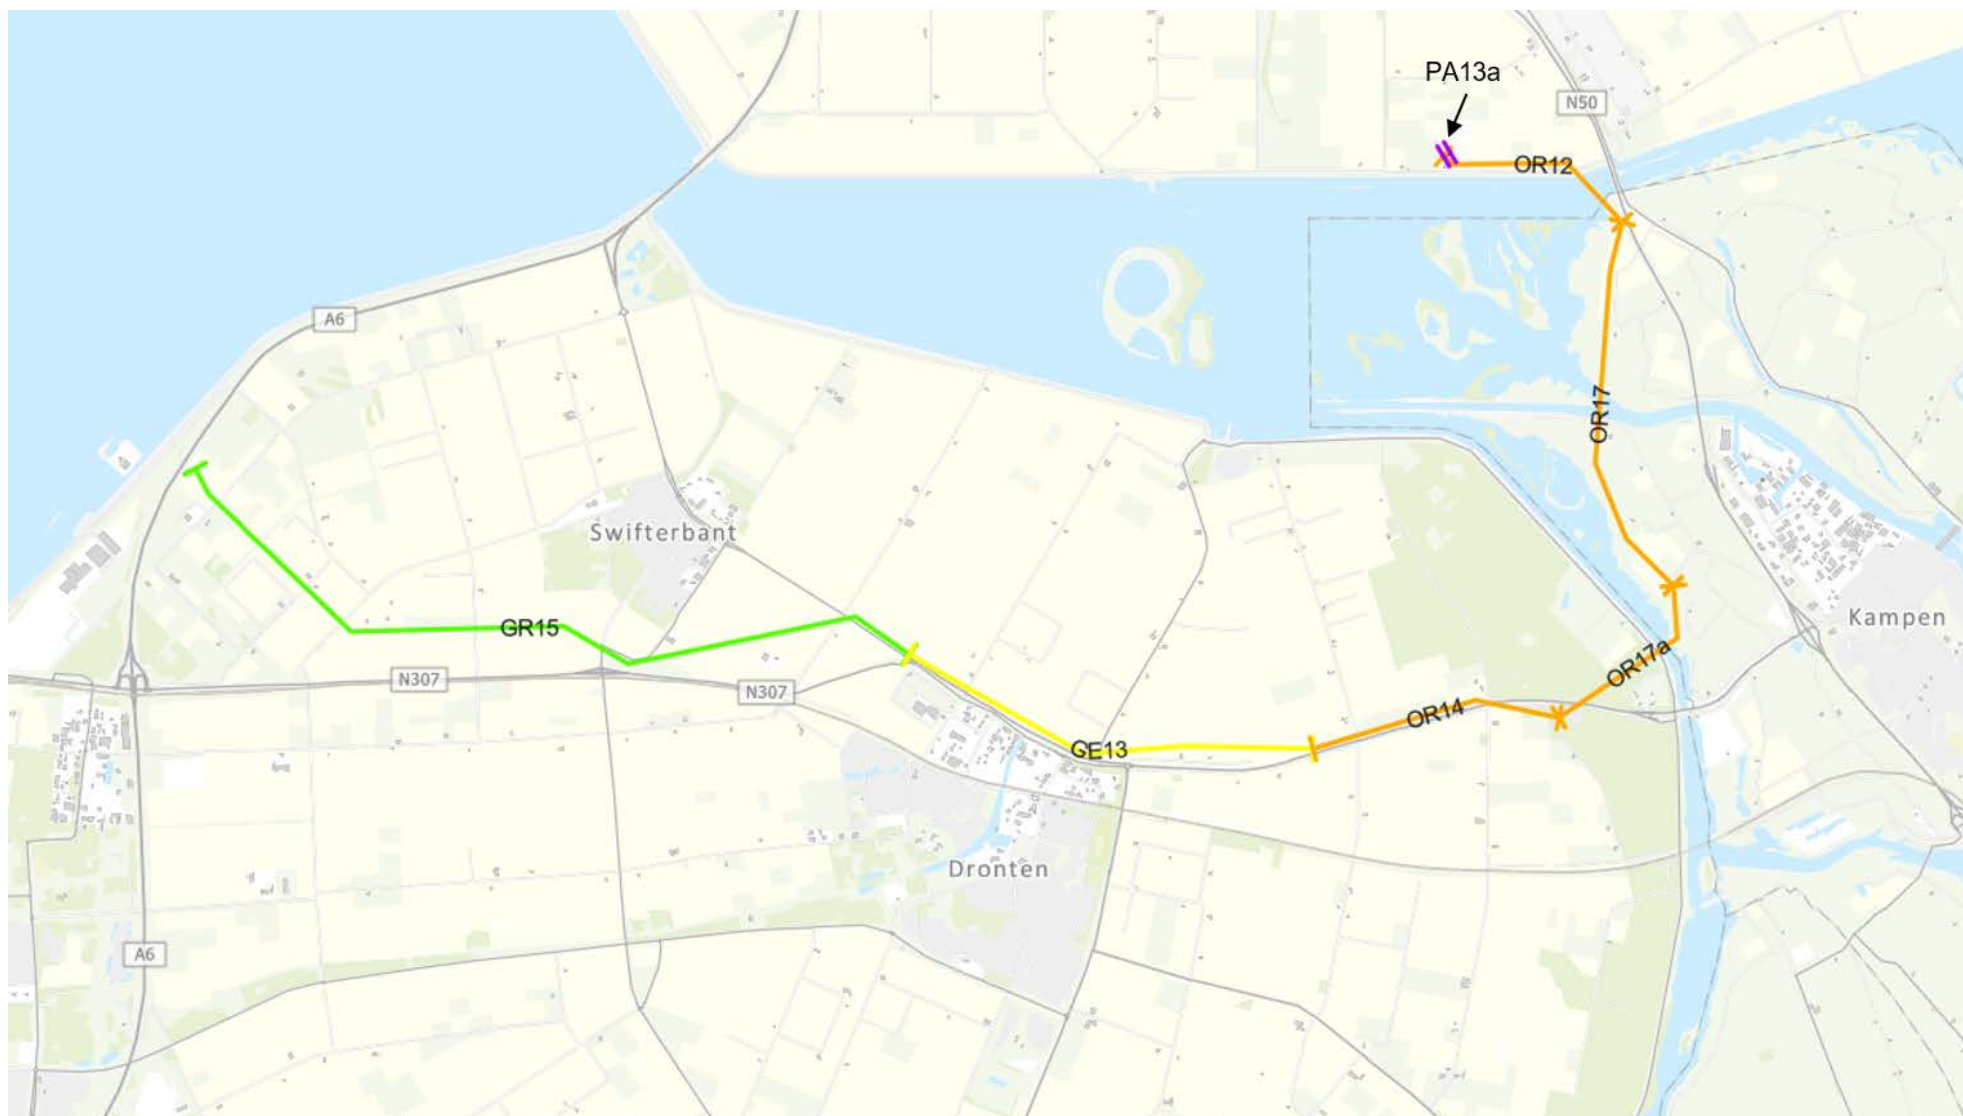 PA13a
N50
OR12
A6
OR17
Swifterbant
Kampen
GR15
OR17a
N307
N307
OR14
GE13
Dronten
A6